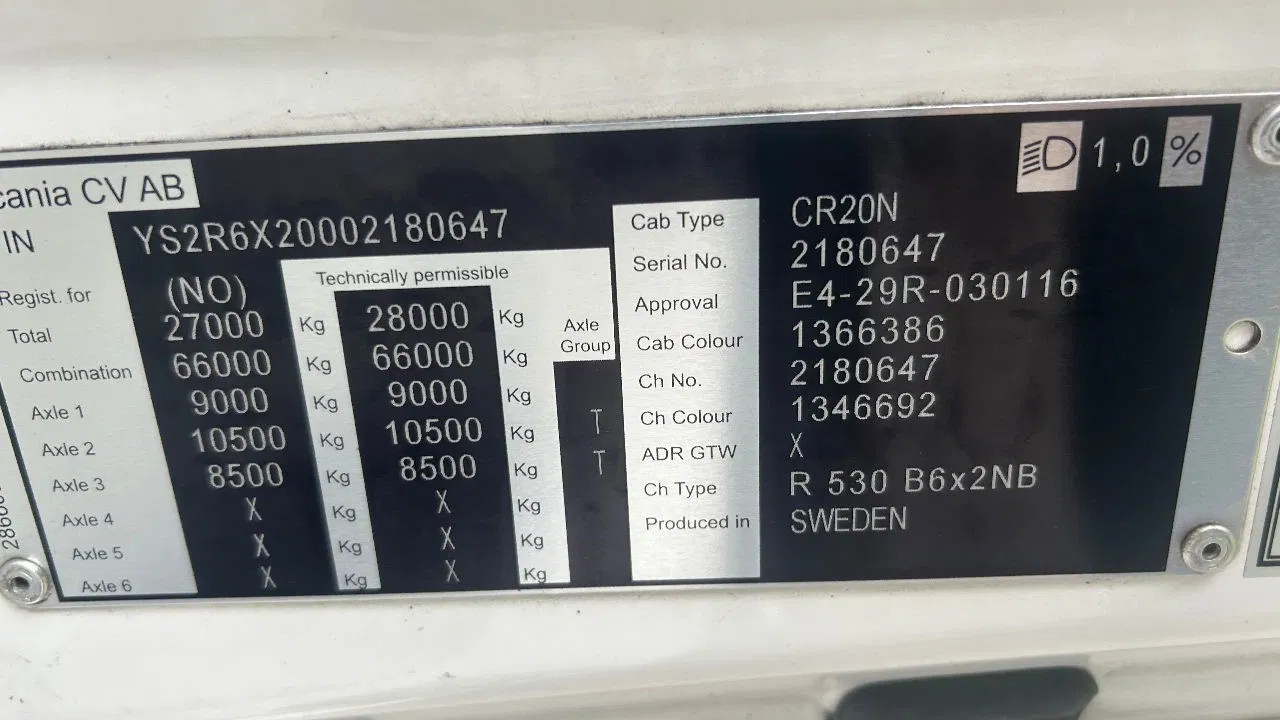 cania CV AB
IN YS2R6X20002180647
Regist. for (NO) Technically permissible
Total 27000 Kg 28000 Kg Axle Group
Combination 66000 Kg 66000 Kg
Axle 1 9000 Kg 9000 Kg
Axle 2 10500 Kg 10500 Kg T
Axle 3 8500 Kg 8500 Kg T
Axle 4 X Kg X Kg
Axle 5 X Kg X Kg
Axle 6 X Kg X Kg
1,0 %
Cab Type CR20N
Serial No. 2180647
Approval E4-29R-030116
Cab Colour 1366386
Ch No. 2180647
Ch Colour 1346692
ADR GTW X
Ch Type R 530 B6x2NB
Produced in SWEDEN